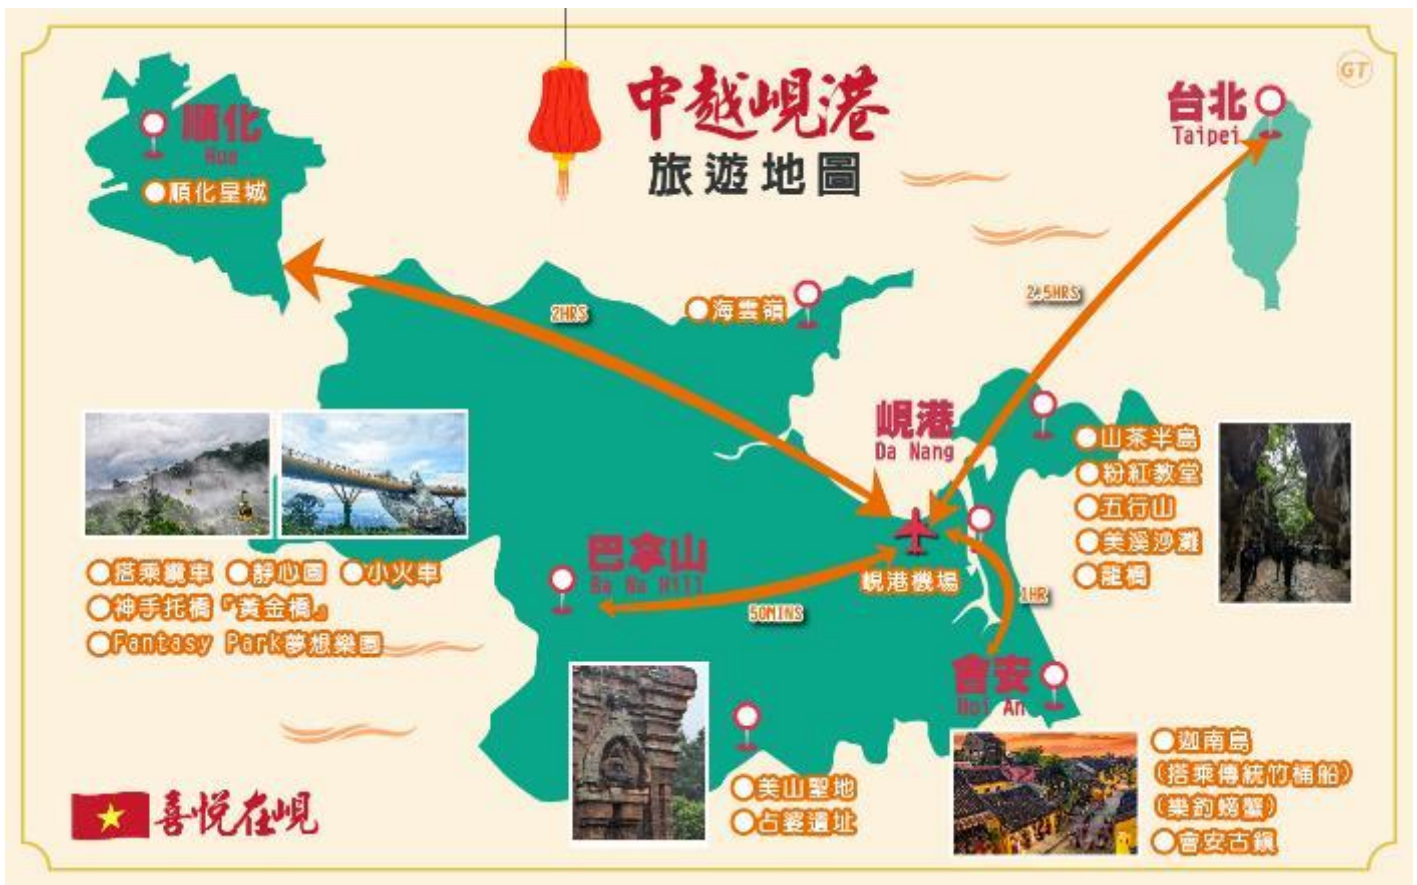 中越峴港
旅遊地圖
GT
台北
Taipei
順化
Hue
順化皇城
2HRS
海雲嶺
2.5HRS
峴港
Da Nang
山茶半島
粉紅教堂
五行山
美溪沙灘
龍橋
巴拿山
Ba Na Hill
峴港機場
50MINS
1HR
搭乘纜車 靜心園 小火車
神手托橋『黃金橋』
Fantasy Park夢想樂園
會安
Hoi An
迦南島
(搭乘傳統竹桶船)
(樂釣螃蟹)
會安古鎮
美山聖地
占婆遺址
喜悅在峴